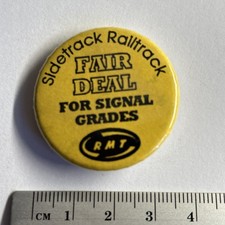 Sidetrack Railtrack
FAIR
DEAL
FOR SIGNAL
GRADES
RMT
CM 1 2 3 4